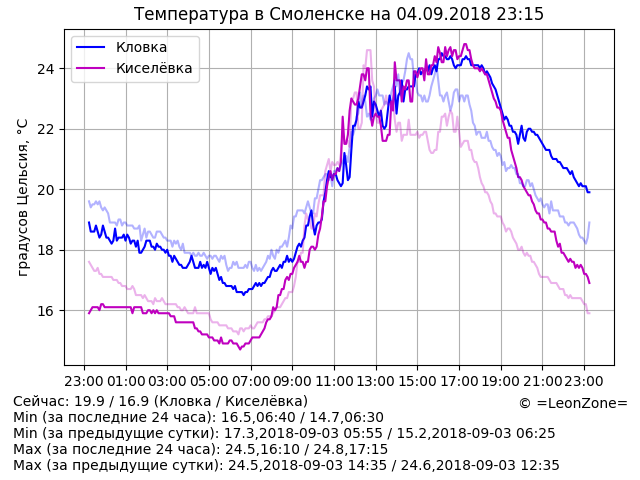 Температура в Смоленске на 04.09.2018 23:15
Кловка
Киселёвка
градусов Цельсия, °C
24
22
20
18
16
23:00 01:00 03:00 05:00 07:00 09:00 11:00 13:00 15:00 17:00 19:00 21:00 23:00
Сейчас: 19.9 / 16.9 (Кловка / Киселёвка)
© =LeonZone=
Min (за последние 24 часа): 16.5,06:40 / 14.7,06:30
Min (за предыдущие сутки): 17.3,2018-09-03 05:55 / 15.2,2018-09-03 06:25
Max (за последние 24 часа): 24.5,16:10 / 24.8,17:15
Max (за предыдущие сутки): 24.5,2018-09-03 14:35 / 24.6,2018-09-03 12:35